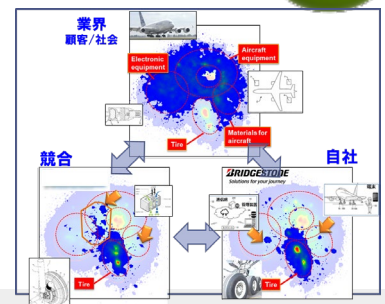 業界
顧客/社会
Electronic
equipment
Aircraft
equipment
Tire
Materials for
aircraft
競合
自社
BRIDGESTONE
Solutions for your journey
Tire
Tire